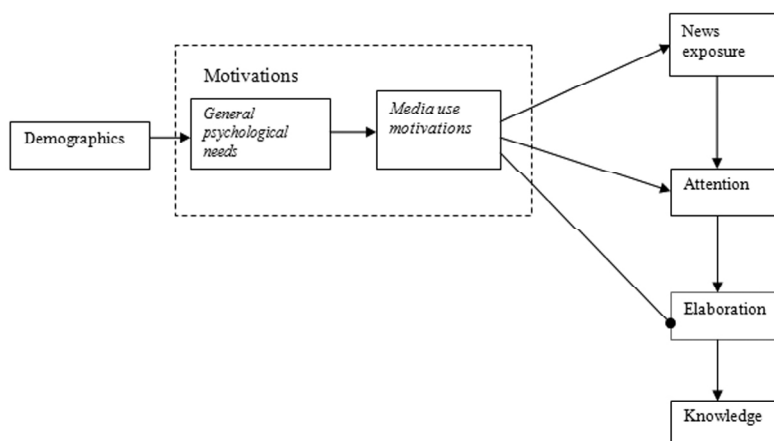 News
exposure
Motivations
General
psychological
needs
Media use
motivations
Demographics
Attention
Elaboration
Knowledge